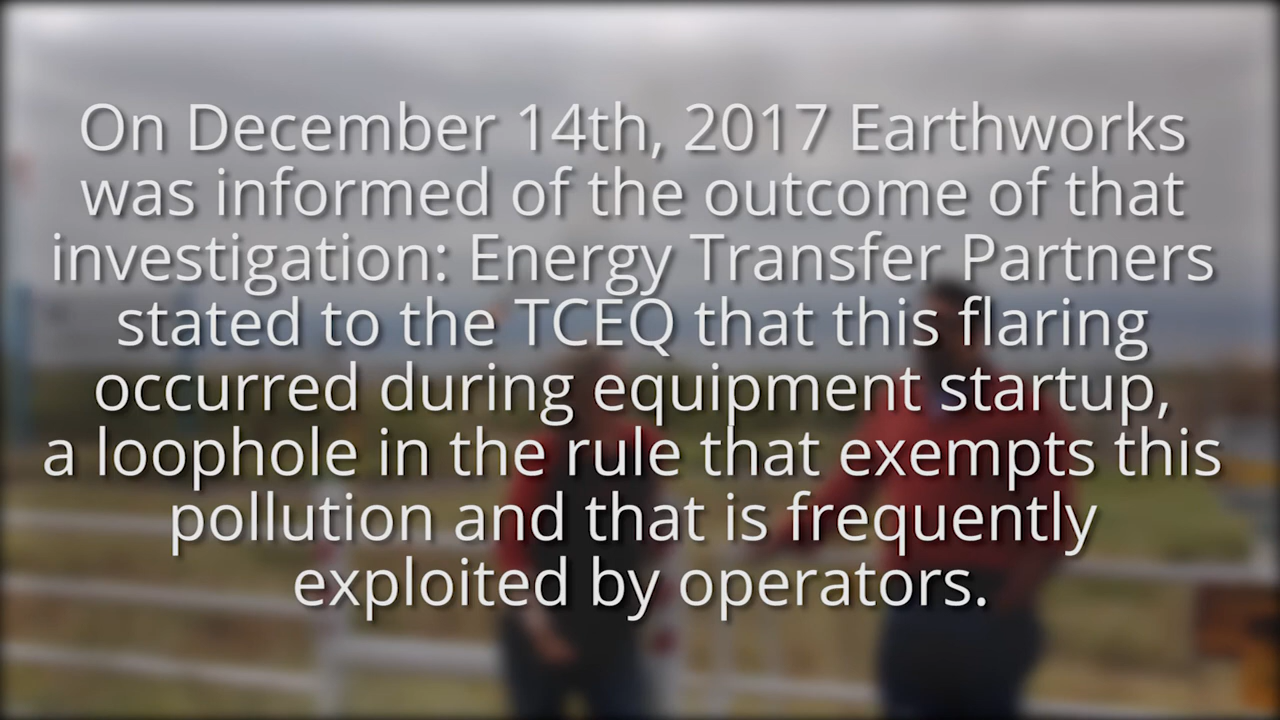 On December 14th, 2017 Earthworks
was informed of the outcome of that
investigation: Energy Transfer Partners
stated to the TCEQ that this flaring
occurred during equipment startup,
a loophole in the rule that exempts this
pollution and that is frequently
exploited by operators.